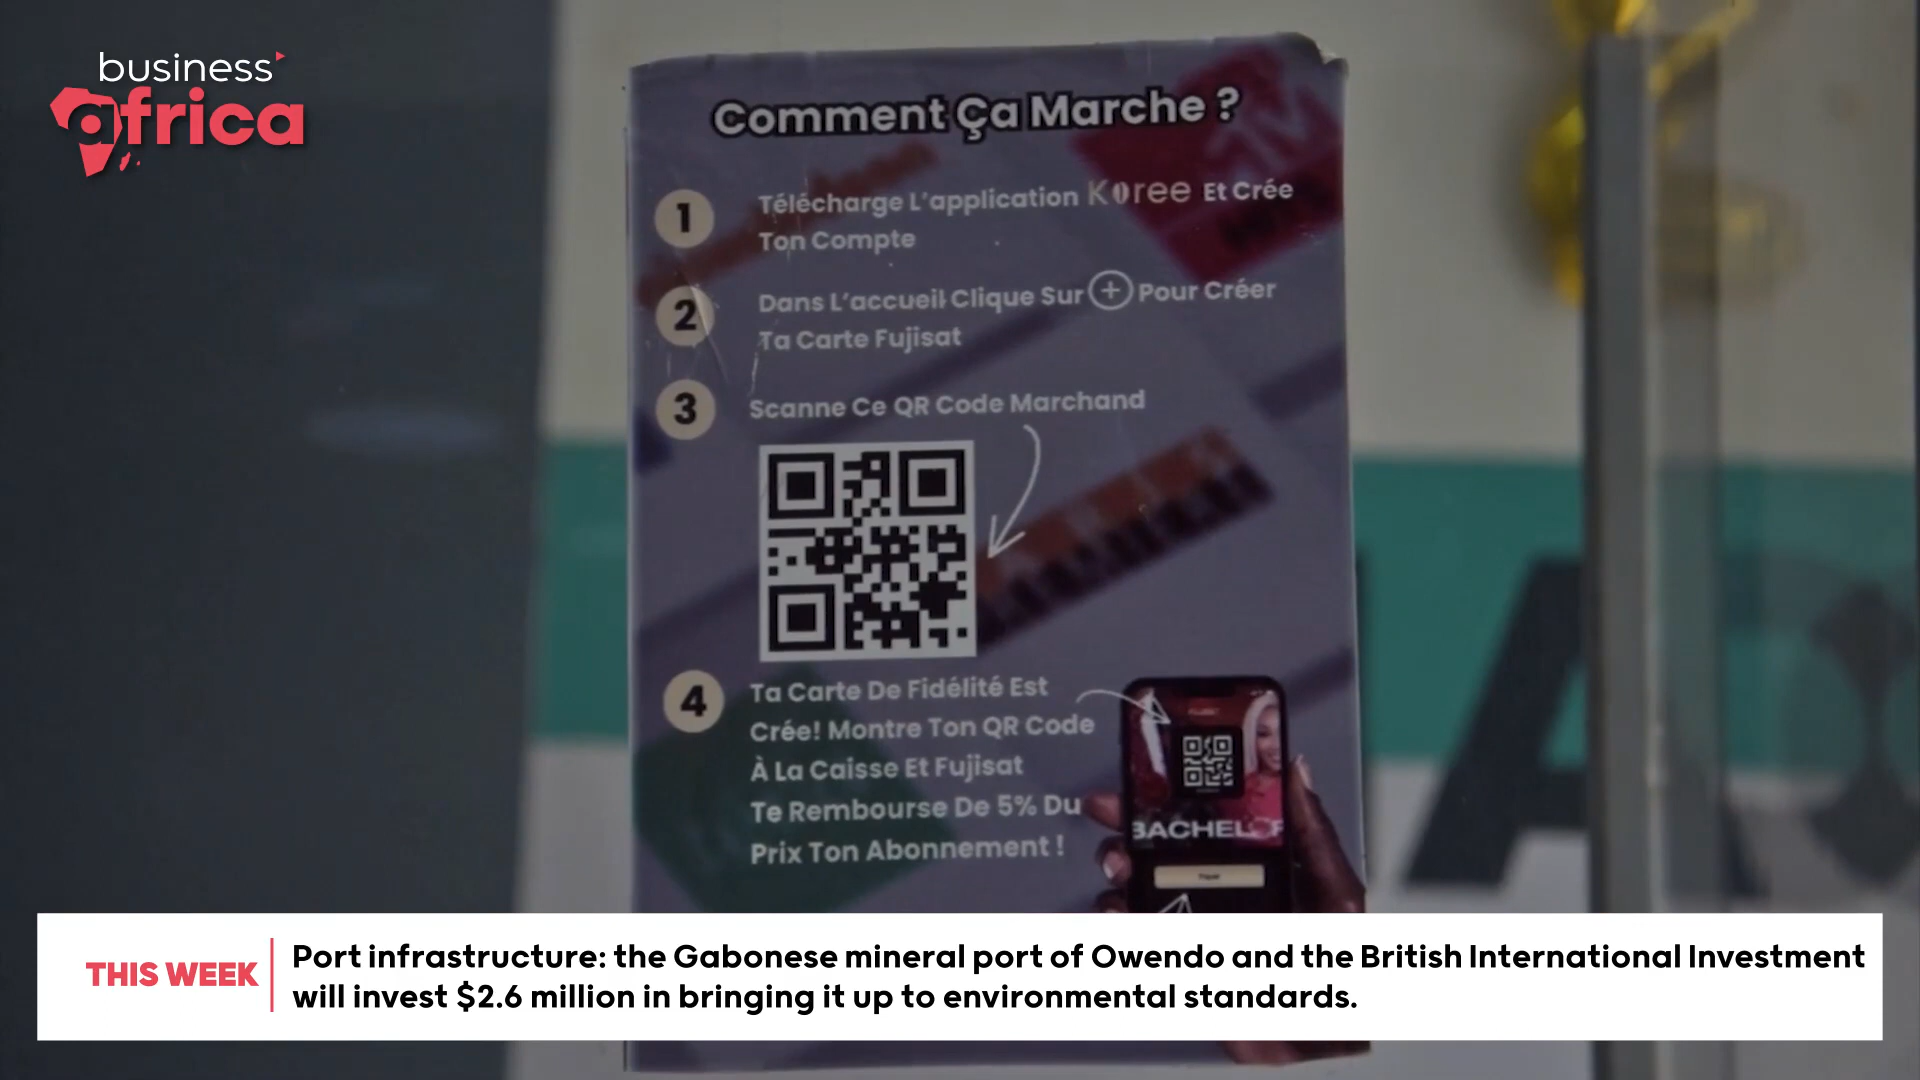 business
africa
Comment Ça Marche ?
1
Télécharge L'application Koree Et Crée
Ton Compte
2
Dans L'accueil Clique Sur + Pour Créer
Ta Carte Fujisat
3
Scanne Ce QR Code Marchand
4
Ta Carte De Fidélité Est
Crée! Montre Ton QR Code
À La Caisse Et Fujisat
Te Rembourse De 5% Du
Prix Ton Abonnement !
BACHELOR
THIS WEEK
Port infrastructure: the Gabonese mineral port of Owendo and the British International Investment
will invest $2.6 million in bringing it up to environmental standards.